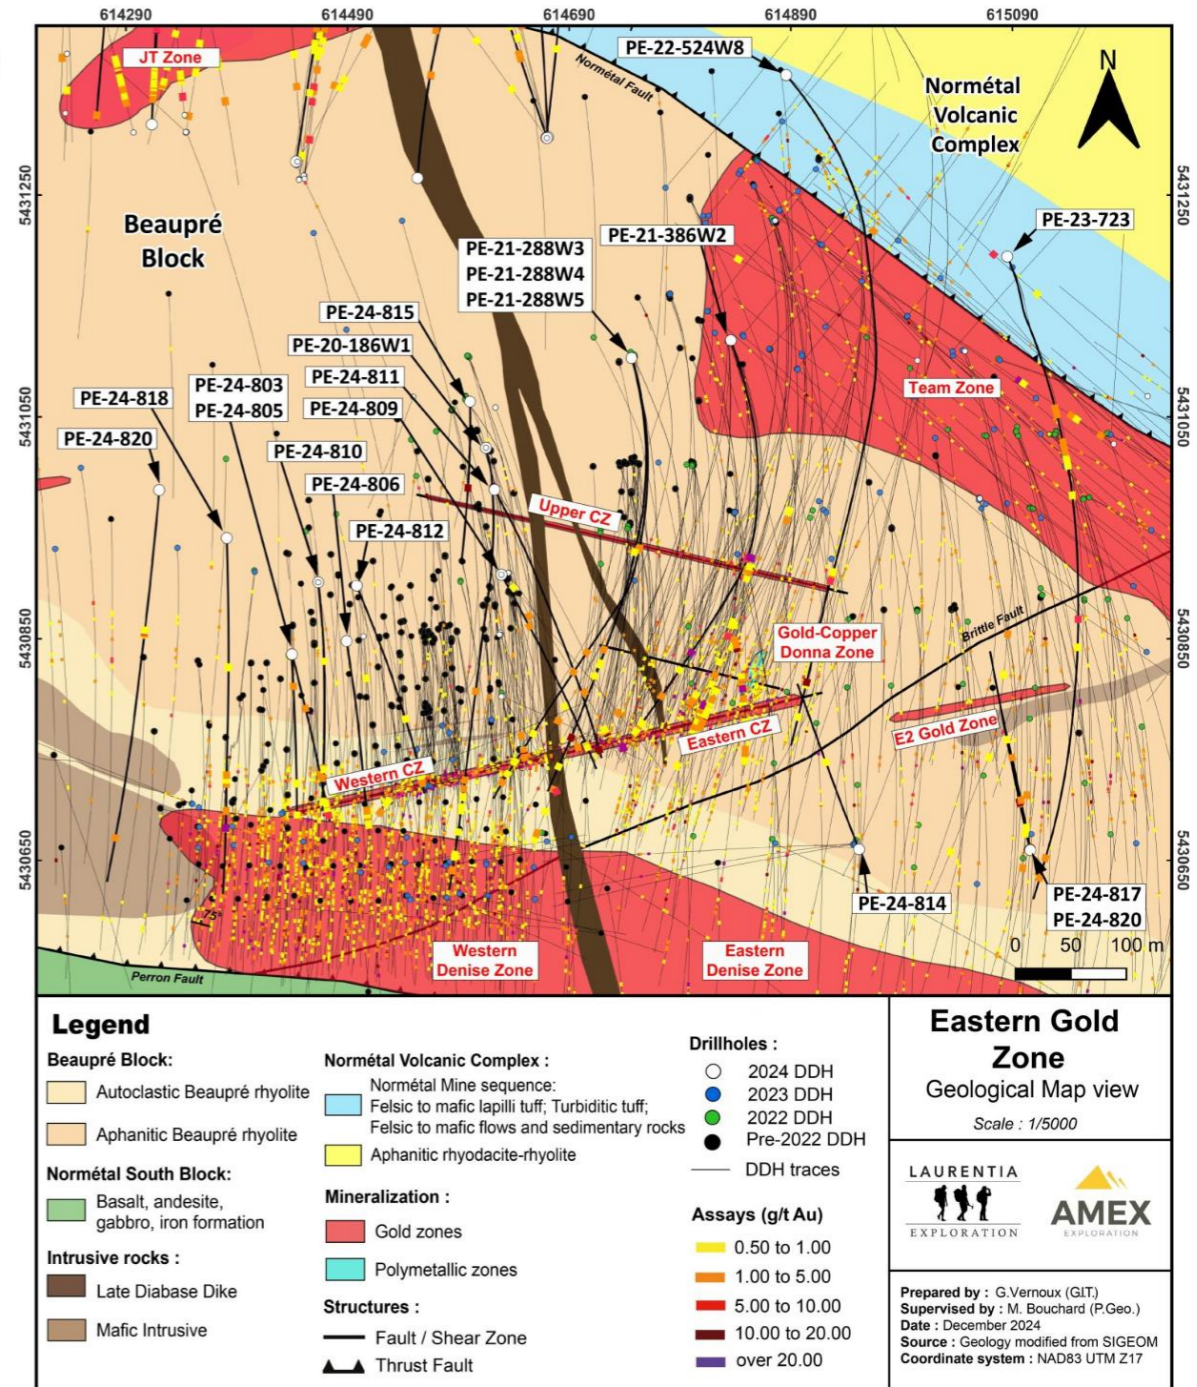 614290
614490
614690
614890
615090
5431250
5431050
5430850
5430650
5431250
5431050
5430850
5430650
JT Zone
PE-22-524W8
Normétal Fault
Normétal
Volcanic
Complex
N
Beaupré
Block
PE-21-288W3
PE-21-288W4
PE-21-288W5
PE-21-386W2
PE-23-723
PE-24-815
PE-20-186W1
PE-24-811
PE-24-809
Team Zone
PE-24-818
PE-24-803
PE-24-805
PE-24-820
PE-24-810
PE-24-806
PE-24-812
Upper CZ
Gold-Copper
Donna Zone
Brittle Fault
Eastern CZ
E2 Gold Zone
Western CZ
PE-24-814
PE-24-817
PE-24-820
75°
Western
Denise Zone
Eastern
Denise Zone
Perron Fault
0 50 100 m
Legend
Beaupré Block:
Autoclastic Beaupré rhyolite
Aphanitic Beaupré rhyolite
Normétal South Block:
Basalt, andesite,
gabbro, iron formation
Intrusive rocks :
Late Diabase Dike
Mafic Intrusive
Normétal Volcanic Complex :
Normétal Mine sequence:
Felsic to mafic lapilli tuff; Turbiditic tuff;
Felsic to mafic flows and sedimentary rocks
Aphanitic rhyodacite-rhyolite
Mineralization :
Gold zones
Polymetallic zones
Structures :
Fault / Shear Zone
Thrust Fault
Drillholes :
2024 DDH
2023 DDH
2022 DDH
Pre-2022 DDH
DDH traces
Assays (g/t Au)
0.50 to 1.00
1.00 to 5.00
5.00 to 10.00
10.00 to 20.00
over 20.00
Eastern Gold
Zone
Geological Map view
Scale : 1/5000
LAURENTIA
EXPLORATION
AMEX
EXPLORATION
Prepared by : G.Vernoux (GIT.)
Supervised by : M. Bouchard (P.Geo.)
Date : December 2024
Source : Geology modified from SIGEOM
Coordinate system : NAD83 UTM Z17